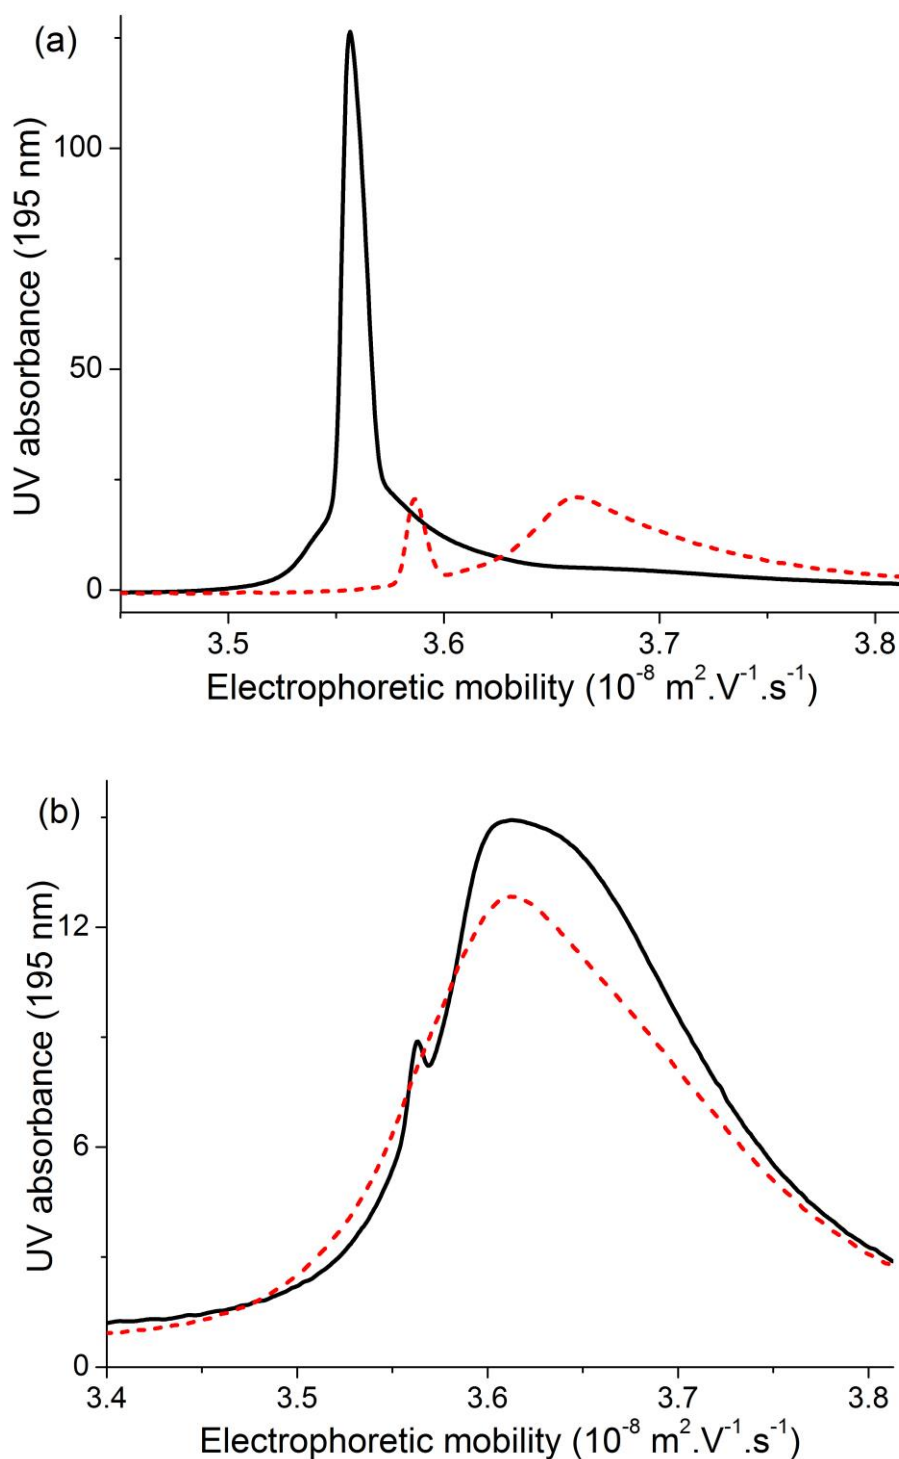 (a)
UV absorbance (195 nm)
100
50
0
3.5 3.6 3.7 3.8
Electrophoretic mobility (10⁻⁸ m².V⁻¹.s⁻¹)
(b)
UV absorbance (195 nm)
12
6
0
3.4 3.5 3.6 3.7 3.8
Electrophoretic mobility (10⁻⁸ m².V⁻¹.s⁻¹)